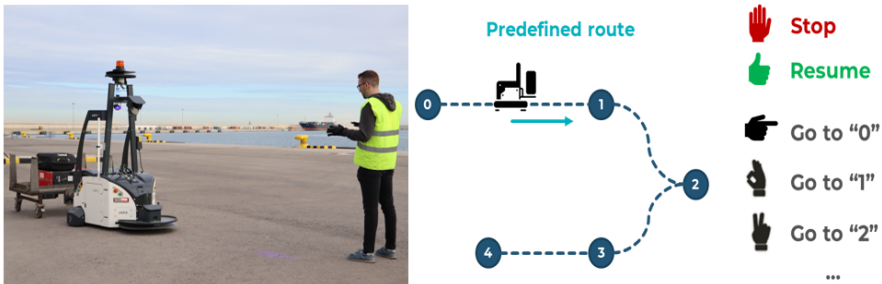 Predefined route
0
1
2
3
4
Stop
Resume
Go to “0”
Go to “1”
Go to “2”
...